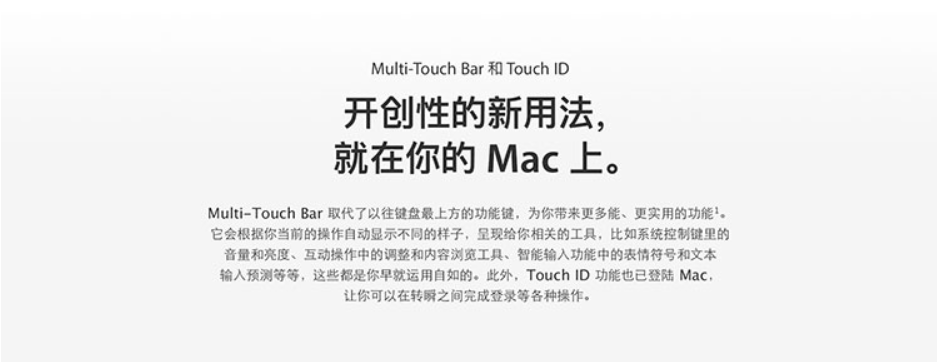 Multi-Touch Bar 和 Touch ID
开创性的新用法，
就在你的 Mac 上。
Multi-Touch Bar 取代了以往键盘最上方的功能键，为你带来更多能、更实用的功能¹。
它会根据你当前的操作自动显示不同的样子，呈现给你相关的工具，比如系统控制键里的
音量和亮度、互动操作中的调整和内容浏览工具、智能输入功能中的表情符号和文本
输入预测等等，这些都是你早就运用自如的。此外，Touch ID 功能也已登陆 Mac，
让你可以在转瞬之间完成登录等各种操作。